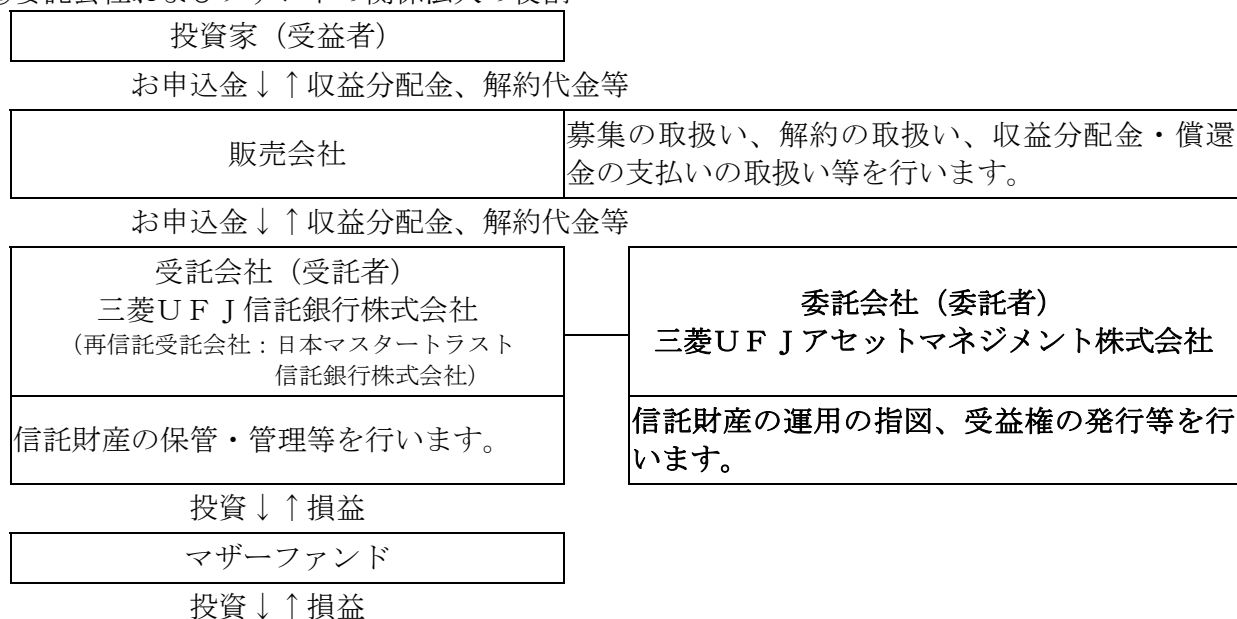 投資家（受益者）
お申込金↓↑収益分配金、解約代金等
販売会社
募集の取扱い、解約の取扱い、収益分配金・償還
金の支払いの取扱い等を行います。
お申込金↓↑収益分配金、解約代金等
受託会社（受託者）
三菱ＵＦＪ信託銀行株式会社
（再信託受託会社：日本マスタートラスト
信託銀行株式会社）
委託会社（委託者）
三菱ＵＦＪアセットマネジメント株式会社
信託財産の保管・管理等を行います。
信託財産の運用の指図、受益権の発行等を行
います。
投資↓↑損益
マザーファンド
投資↓↑損益